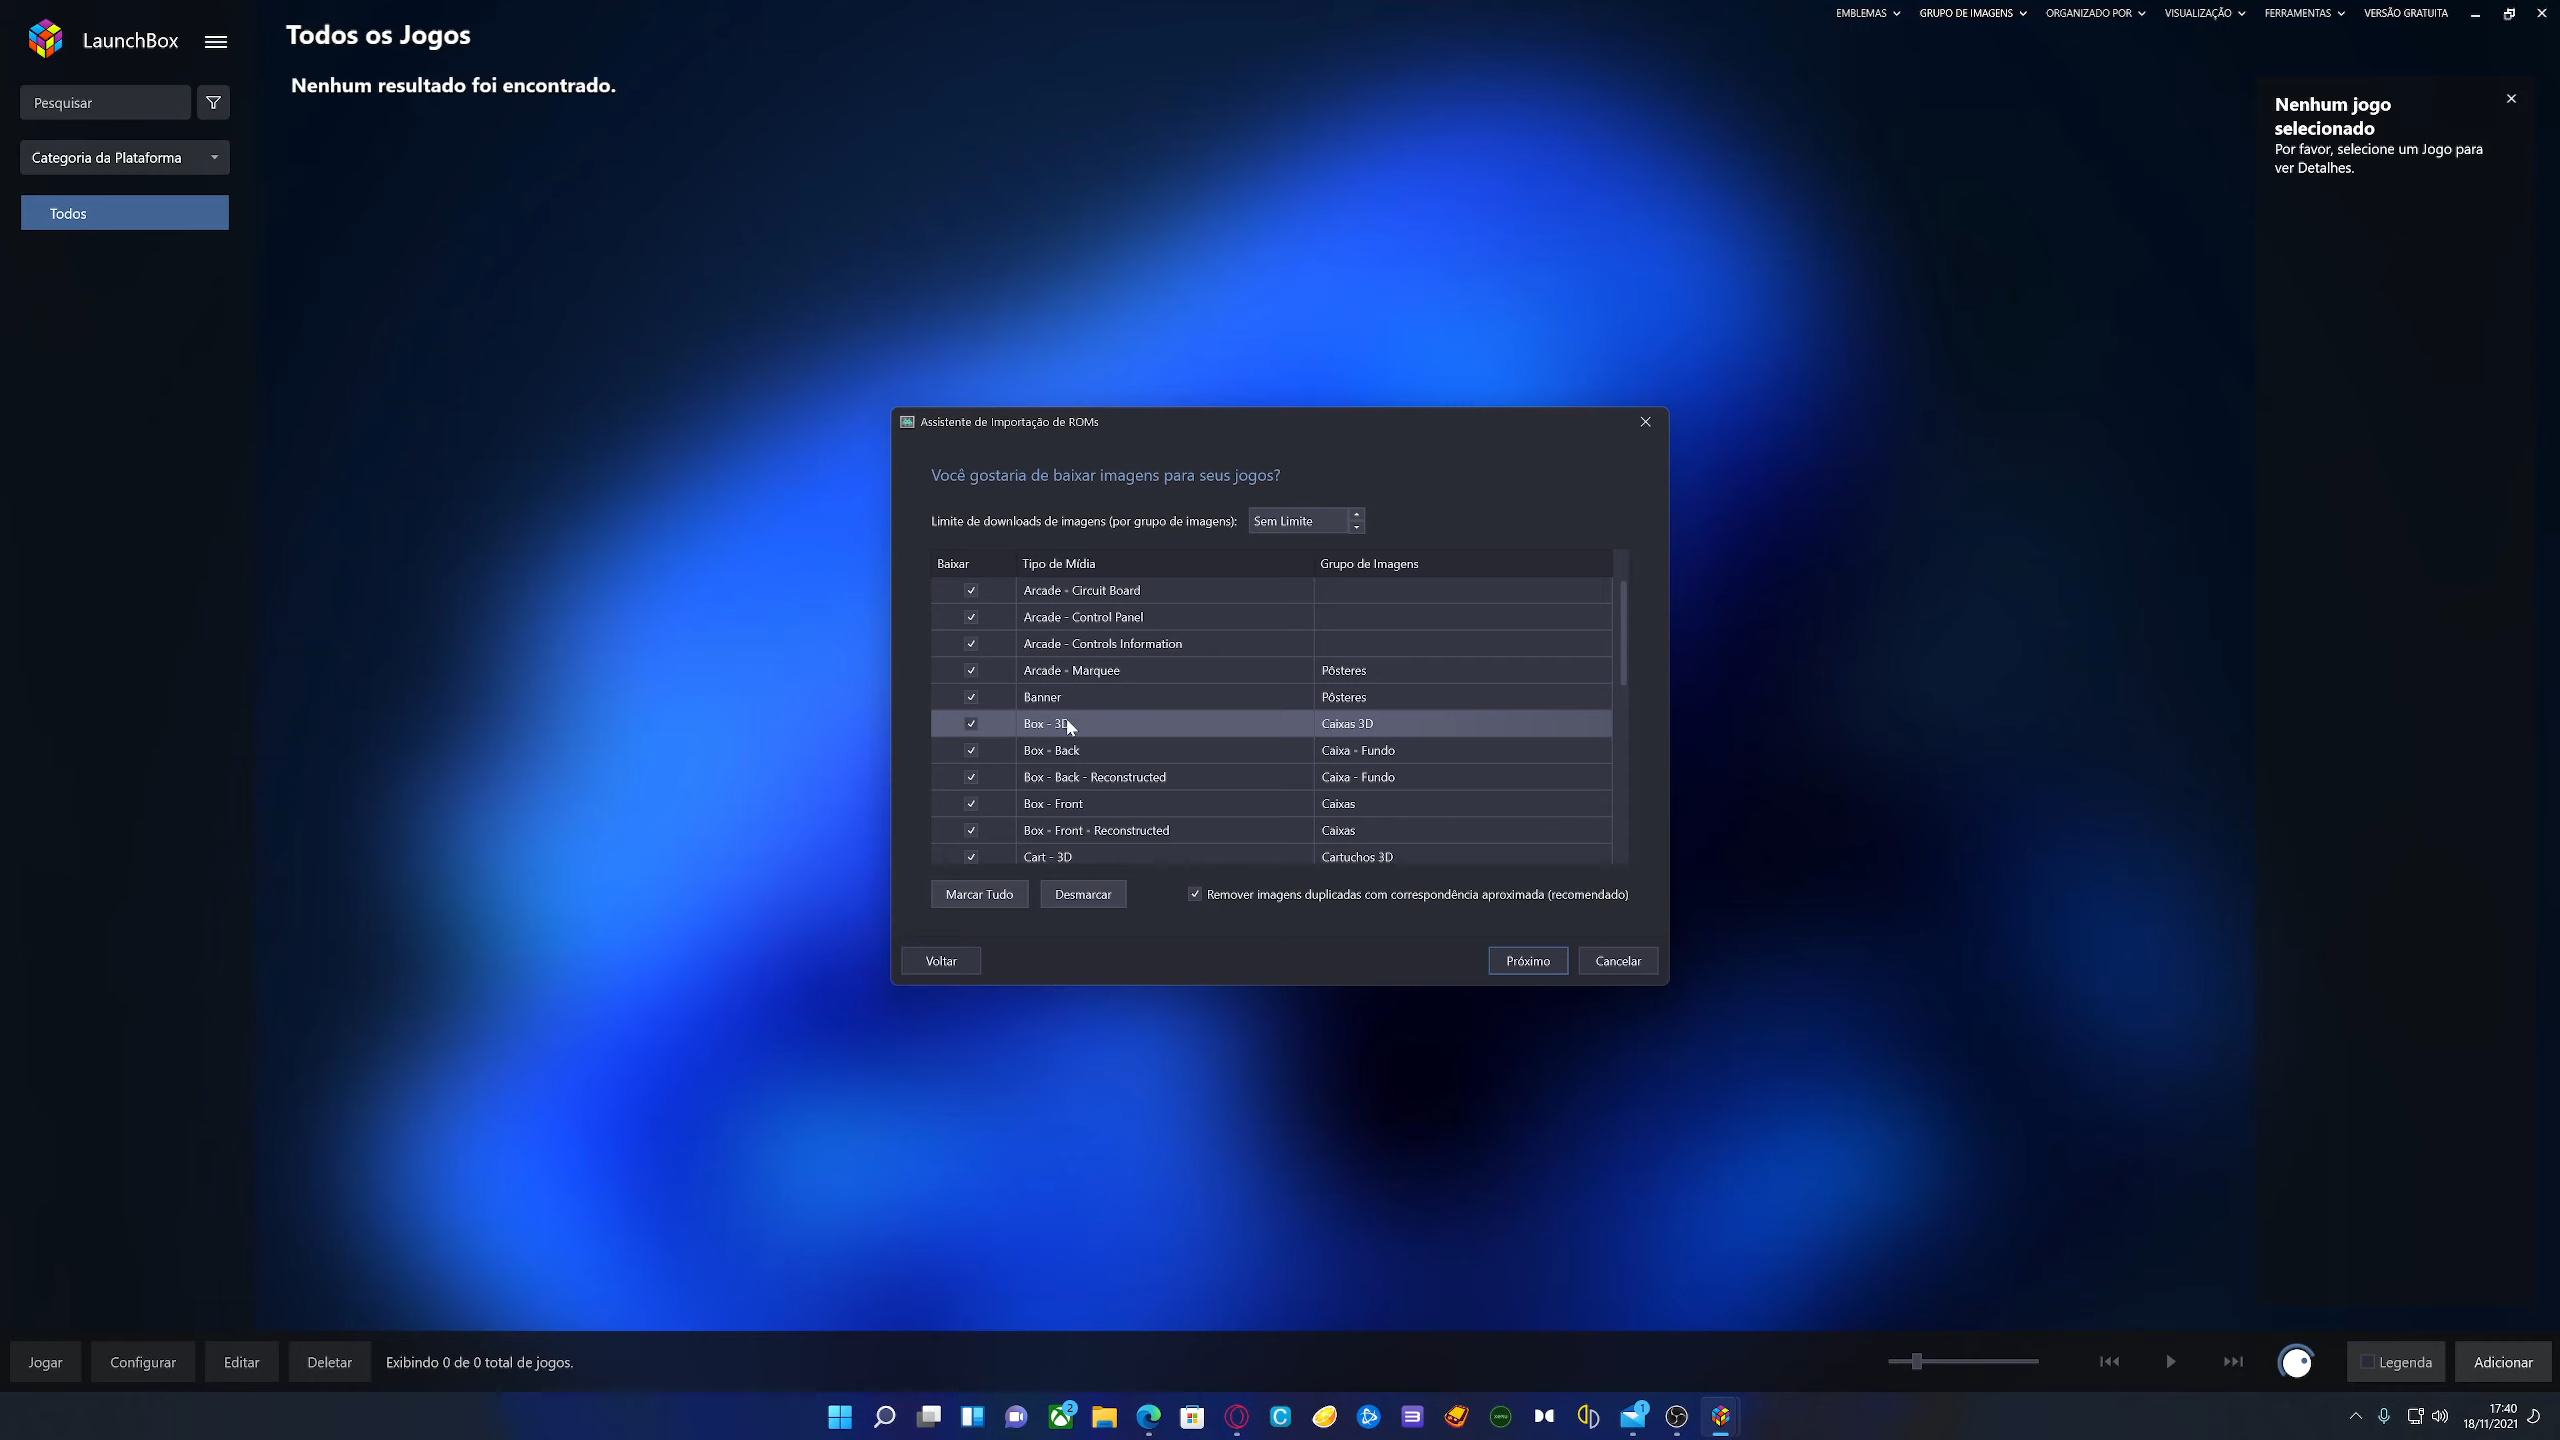 LaunchBox
Todos os Jogos
EMBLEMAS
GRUPO DE IMAGENS
ORGANIZADO POR
VISUALIZAÇÃO
FERRAMENTAS
VERSÃO GRATUITA
Nenhum resultado foi encontrado.
Pesquisar
Categoria da Plataforma
Todos
Nenhum jogo
selecionado
Por favor, selecione um Jogo para
ver Detalhes.
Assistente de Importação de ROMs
Você gostaria de baixar imagens para seus jogos?
Limite de downloads de imagens (por grupo de imagens): Sem Limite
Baixar Tipo de Mídia Grupo de Imagens
Arcade - Circuit Board
Arcade - Control Panel
Arcade - Controls Information
Arcade - Marquee Pôsteres
Banner Pôsteres
Box - 3D Caixas 3D
Box - Back Caixa - Fundo
Box - Back - Reconstructed Caixa - Fundo
Box - Front Caixas
Box - Front - Reconstructed Caixas
Cart - 3D Cartuchos 3D
Marcar Tudo Desmarcar Remover imagens duplicadas com correspondência aproximada (recomendado)
Voltar Próximo Cancelar
Jogar Configurar Editar Deletar Exibindo 0 de 0 total de jogos. Legenda Adicionar
2
1
17:40
18/11/2021